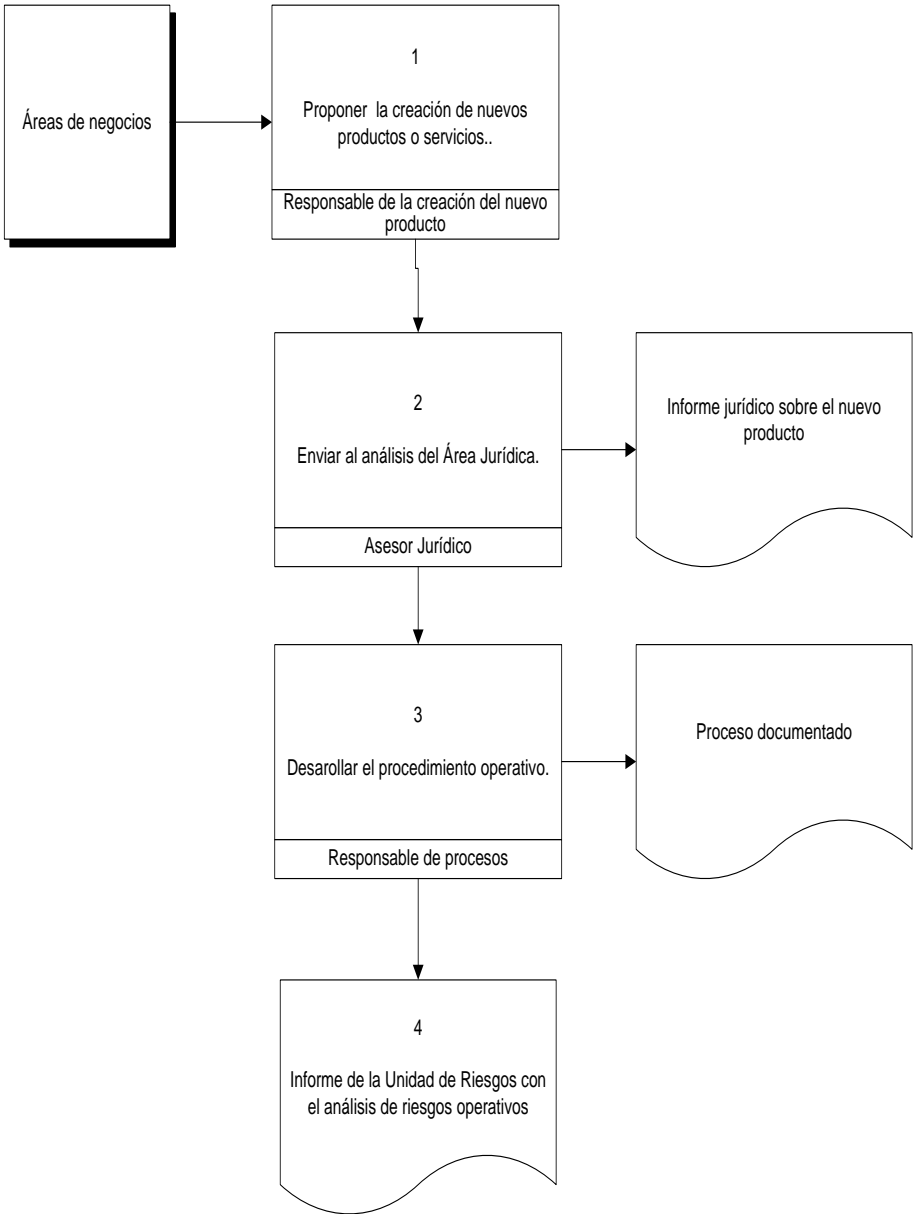 Áreas de negocios
1
Proponer la creación de nuevos
productos o servicios..
Responsable de la creación del nuevo
producto
2
Enviar al análisis del Área Jurídica.
Asesor Jurídico
Informe jurídico sobre el nuevo
producto
3
Desarollar el procedimiento operativo.
Responsable de procesos
Proceso documentado
4
Informe de la Unidad de Riesgos con
el análisis de riesgos operativos